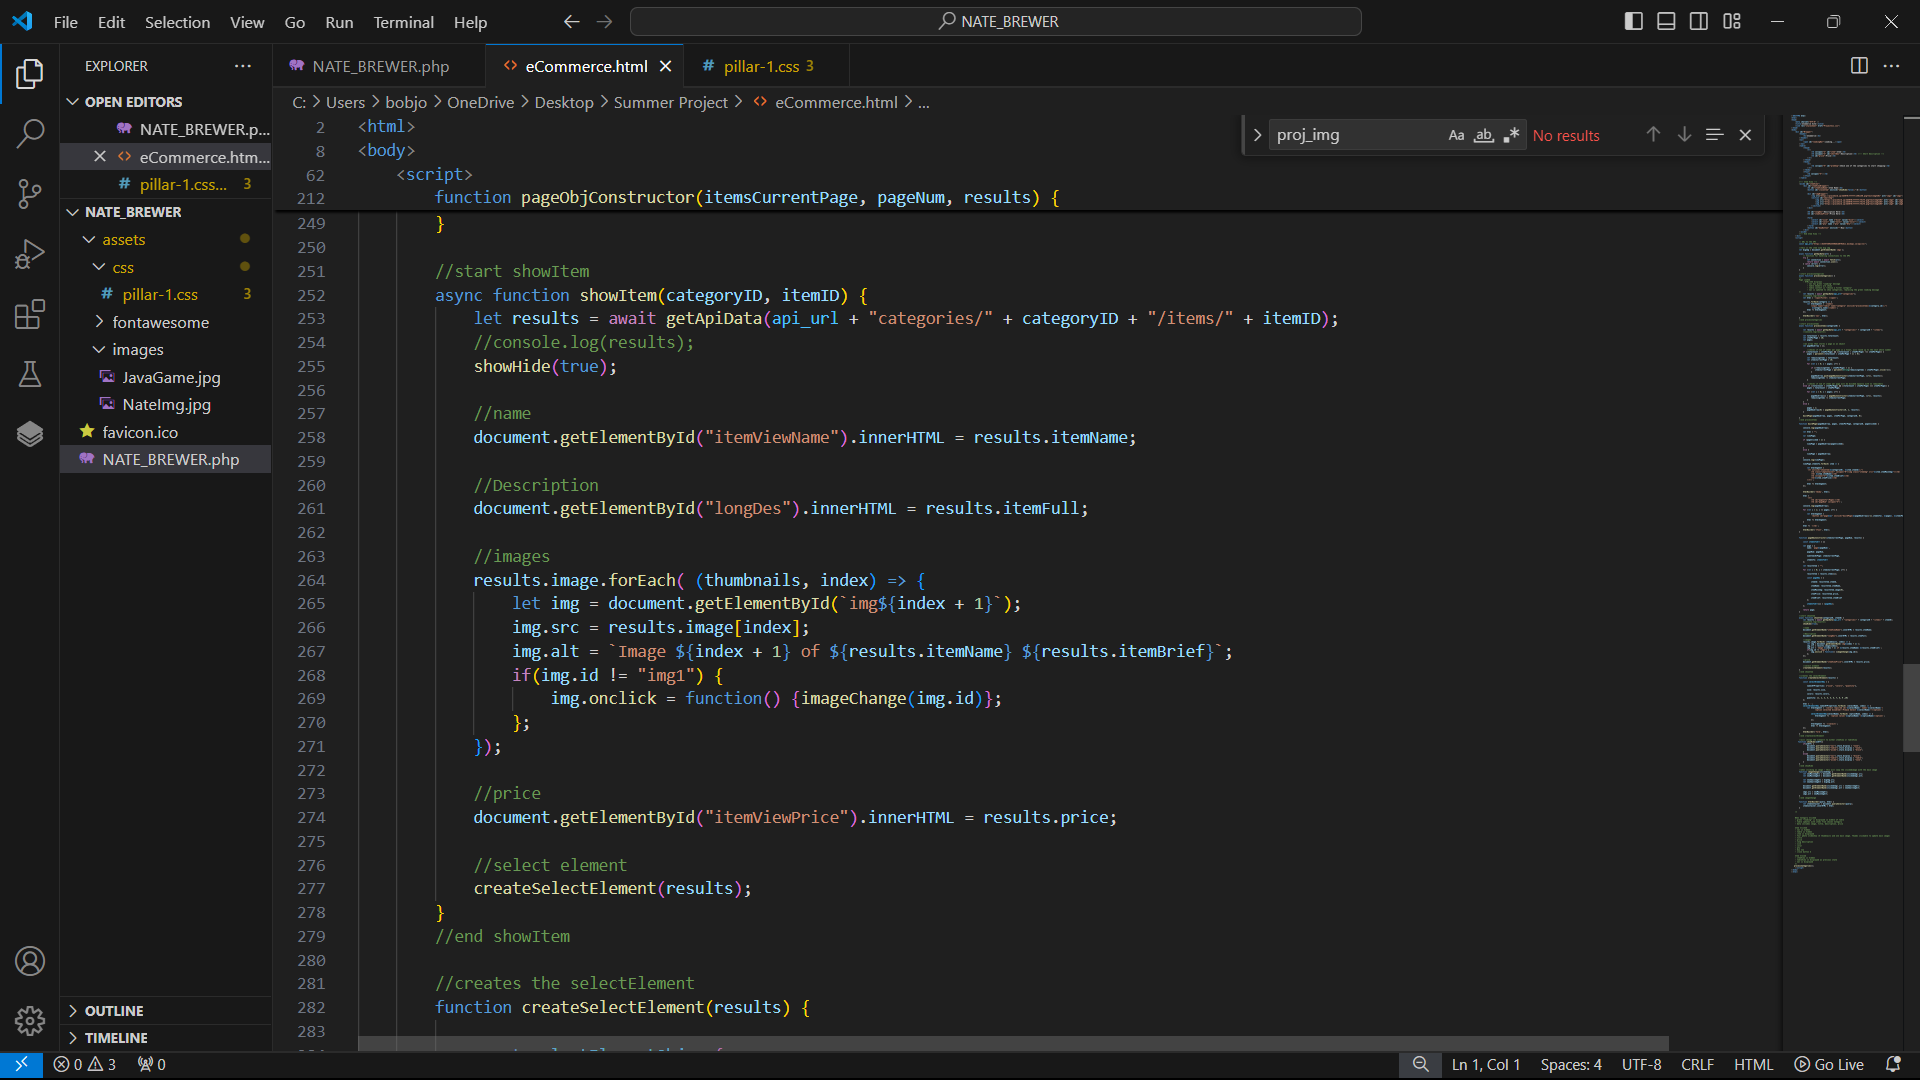 File Edit Selection View Go Run Terminal Help
NATE_BREWER
EXPLORER
OPEN EDITORS
NATE_BREWER.p...
eCommerce.htm...
pillar-1.css... 3
NATE_BREWER
assets
css
pillar-1.css 3
fontawesome
images
JavaGame.jpg
NateImg.jpg
favicon.ico
NATE_BREWER.php
OUTLINE
TIMELINE
NATE_BREWER.php eCommerce.html pillar-1.css 3
C: > Users > bobjo > OneDrive > Desktop > Summer Project > eCommerce.html > ...
proj_img Aa ab No results
2 <html>
8 <body>
62 <script>
212 function pageObjConstructor(itemsCurrentPage, pageNum, results) {
249 }
250
251 //start showItem
252 async function showItem(categoryID, itemID) {
253 let results = await getApiData(api_url + "categories/" + categoryID + "/items/" + itemID);
254 //console.log(results);
255 showHide(true);
256
257 //name
258 document.getElementById("itemViewName").innerHTML = results.itemName;
259
260 //Description
261 document.getElementById("longDes").innerHTML = results.itemFull;
262
263 //images
264 results.image.forEach( (thumbnails, index) => {
265 let img = document.getElementById(`img${index + 1}`);
266 img.src = results.image[index];
267 img.alt = `Image ${index + 1} of ${results.itemName} ${results.itemBrief}`;
268 if(img.id != "img1") {
269 img.onclick = function() {imageChange(img.id)};
270 };
271 });
272
273 //price
274 document.getElementById("itemViewPrice").innerHTML = results.price;
275
276 //select element
277 createSelectElement(results);
278 }
279 //end showItem
280
281 //creates the selectElement
282 function createSelectElement(results) {
283
0 3 0 Ln 1, Col 1 Spaces: 4 UTF-8 CRLF HTML Go Live